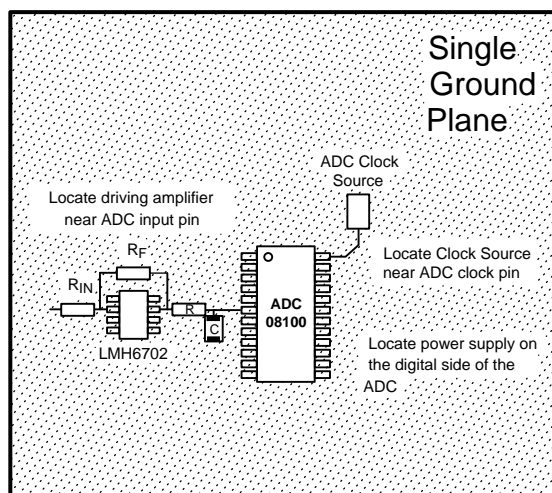 Single
Ground
Plane
ADC Clock
Source
Locate driving amplifier
near ADC input pin
RF
RIN
R
C
LMH6702
ADC
08100
Locate Clock Source
near ADC clock pin
Locate power supply on
the digital side of the
ADC